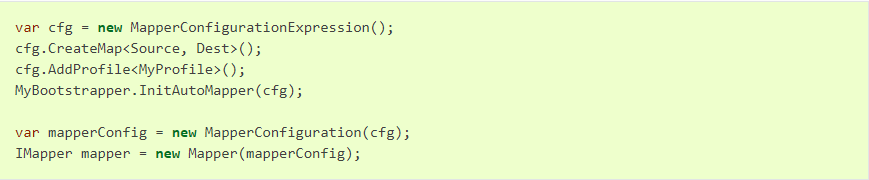 var cfg = new MapperConfigurationExpression();
cfg.CreateMap<Source, Dest>();
cfg.AddProfile<MyProfile>();
MyBootstrapper.InitAutoMapper(cfg);

var mapperConfig = new MapperConfiguration(cfg);
IMapper mapper = new Mapper(mapperConfig);